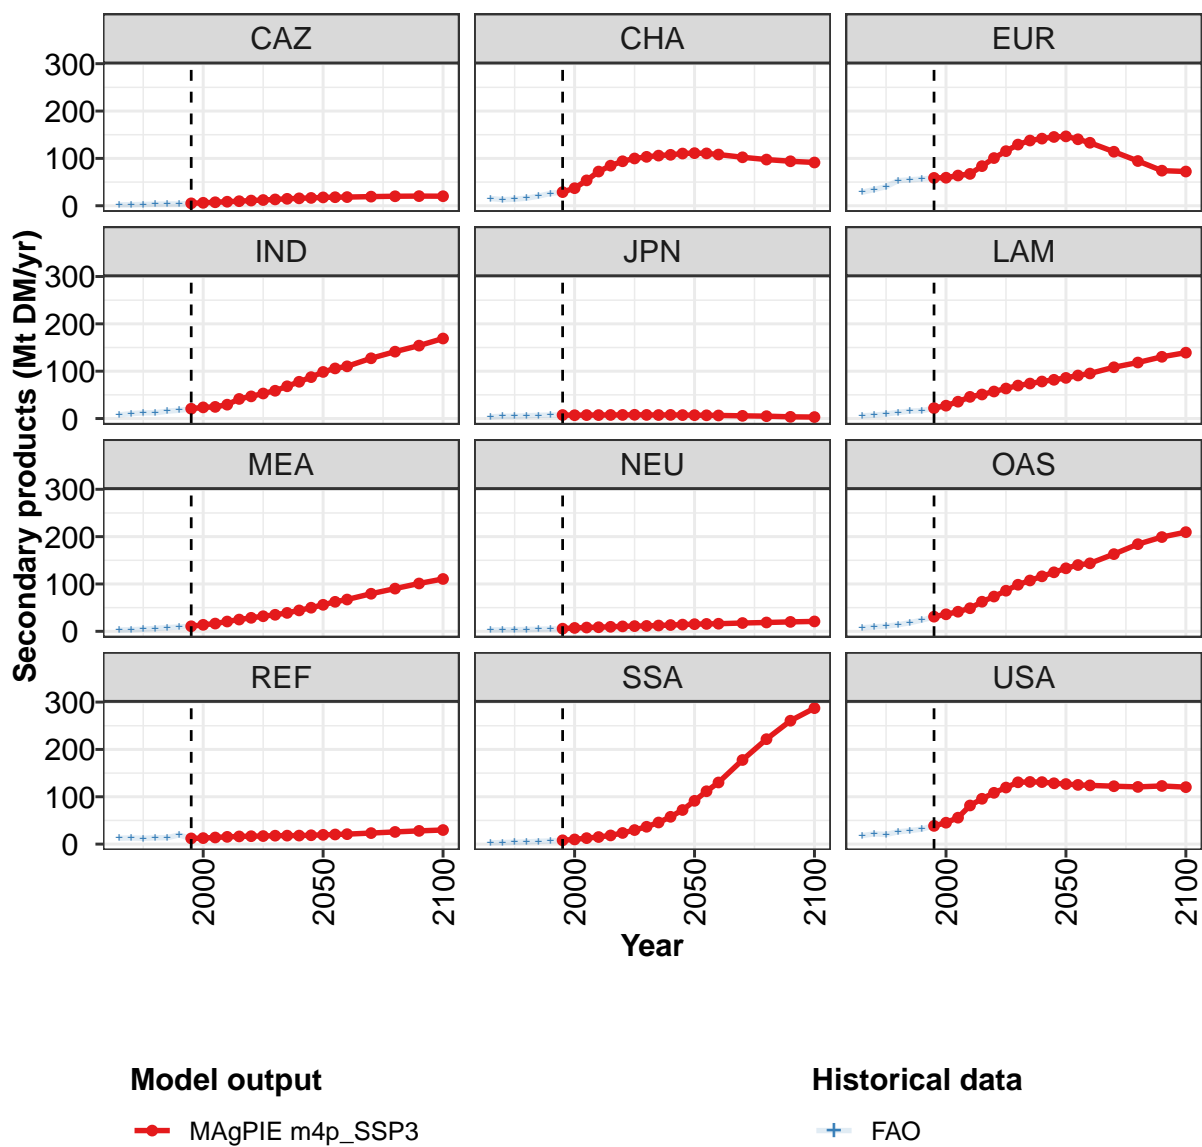 CAZ CHA EUR
300
200
100
0
IND JPN LAM
300
200
100
0
MEA NEU OAS
300
200
100
0
REF SSA USA
300
200
100
0
Secondary products (Mt DM/yr)
2000 2050 2100 2000 2050 2100 2000 2050 2100
Year
Model output Historical data
MAgPIE m4p_SSP3 FAO